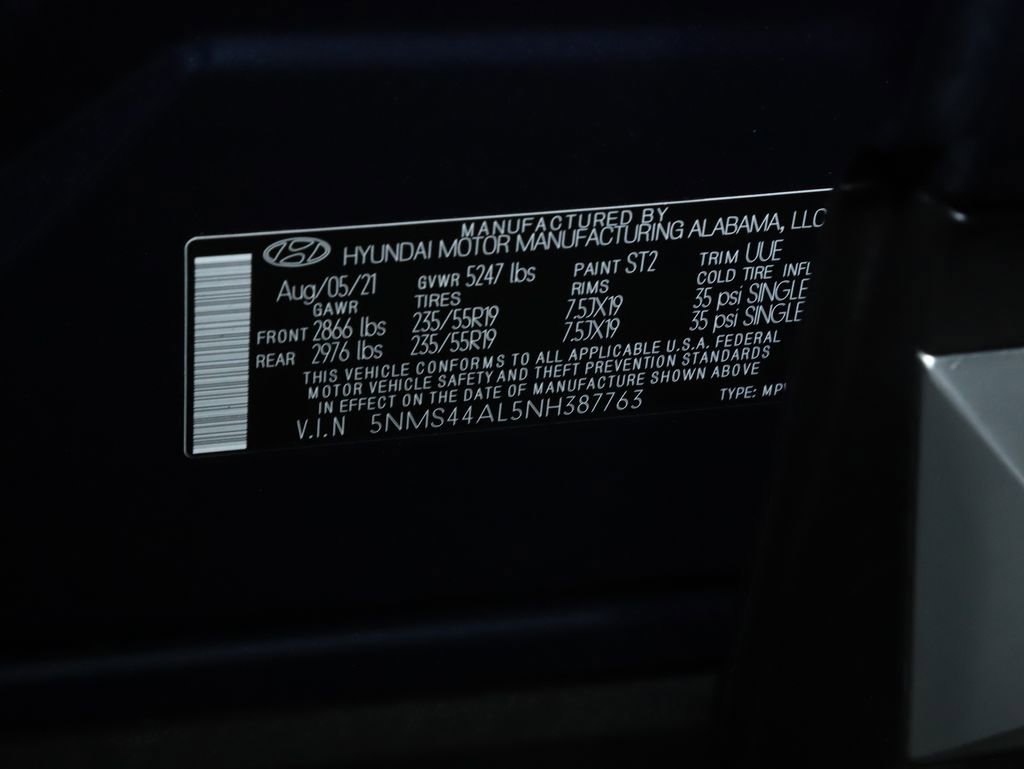 MANUFACTURED BY
HYUNDAI MOTOR MANUFACTURING ALABAMA, LLC
Aug/05/21 GVWR 5247 lbs PAINT ST2 TRIM UUE
GAWR TIRES RIMS COLD TIRE INFL
FRONT 2866 lbs 235/55R19 7.5JX19 35 psi SINGLE
REAR 2976 lbs 235/55R19 7.5JX19 35 psi SINGLE
THIS VEHICLE CONFORMS TO ALL APPLICABLE U.S.A. FEDERAL
MOTOR VEHICLE SAFETY AND THEFT PREVENTION STANDARDS
IN EFFECT ON THE DATE OF MANUFACTURE SHOWN ABOVE
V.I.N 5NMS44AL5NH387763 TYPE: